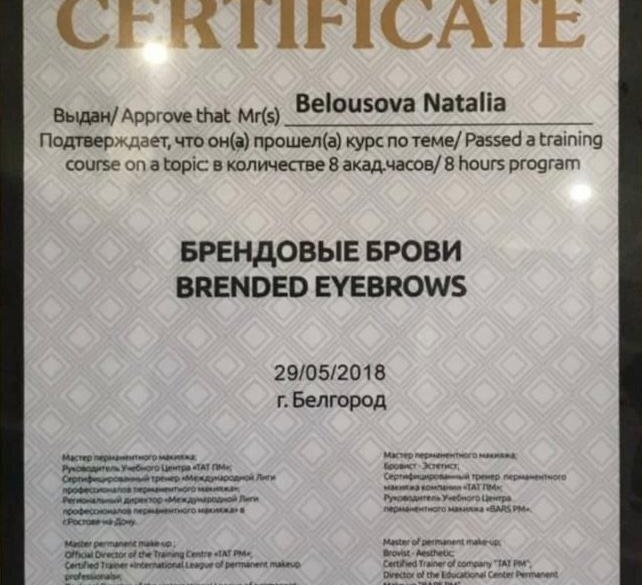 CERTIFICATE
Выдан/ Approve that Mr(s) Belousova Natalia
Подтверждает, что он(а) прошел(а) курс по теме/ Passed a training
course on a topic: в количестве 8 акад.часов/ 8 hours program
БРЕНДОВЫЕ БРОВИ
BRENDED EYEBROWS
29/05/2018
г. Белгород
Мастер перманентного макияжа;
Руководитель Учебного Центра «ТАТ ПМ»;
Сертифицированный тренер «Международной Лиги
профессионалов перманентного макияжа»;
Региональный директор «Международной Лиги
профессионалов перманентного макияжа» в
г.Ростове-на-Дону.
Master permanent make-up ;
Official Director of the Training Centre «TAT PM»;
Certified Trainer «International League of permanent makeup
professionals»;
Мастер перманентного макияжа;
Бровист - Эстетист;
Сертифицированный тренер перманентного
макияжа компании «ТАТ ПМ»;
Руководитель Учебного Центра
перманентного макияжа «BARS PM».
Master of permanent make-up;
Brovist - Aesthetic;
Certified Trainer of company "TAT PM";
Director of the Educational Center Permanent